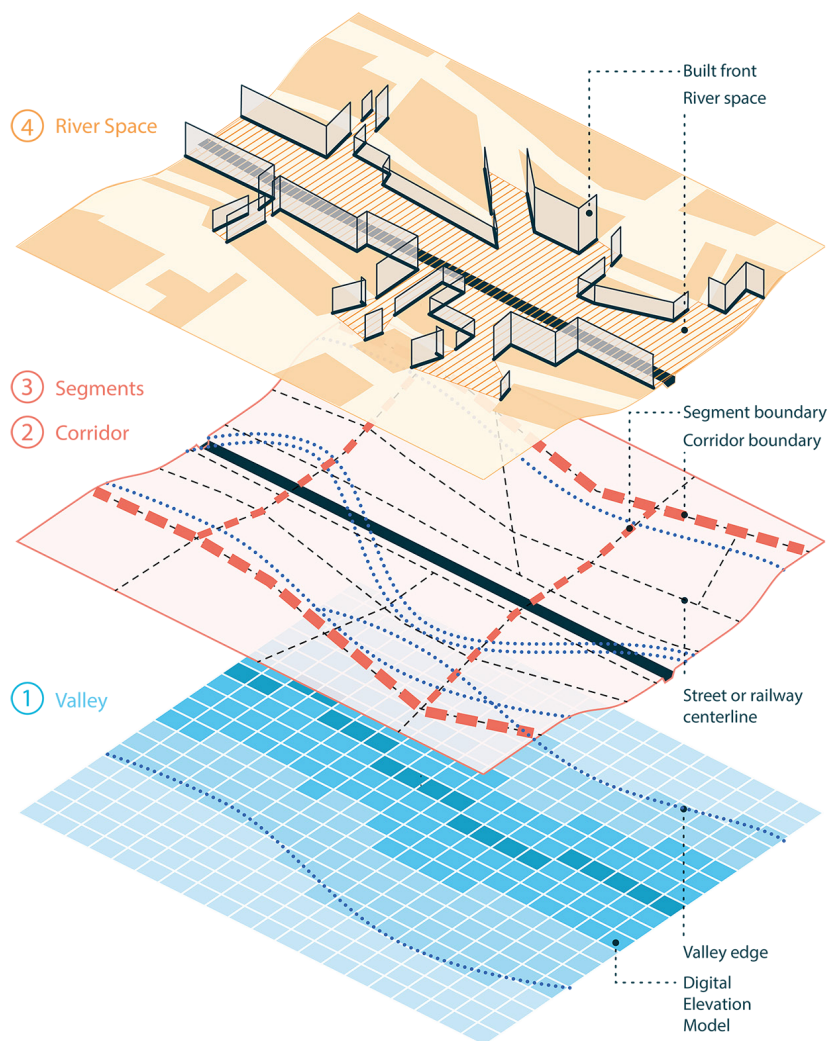 Built front
River space
4 River Space
3 Segments
2 Corridor
Segment boundary
Corridor boundary
1 Valley
Street or railway
centerline
Valley edge
Digital
Elevation
Model